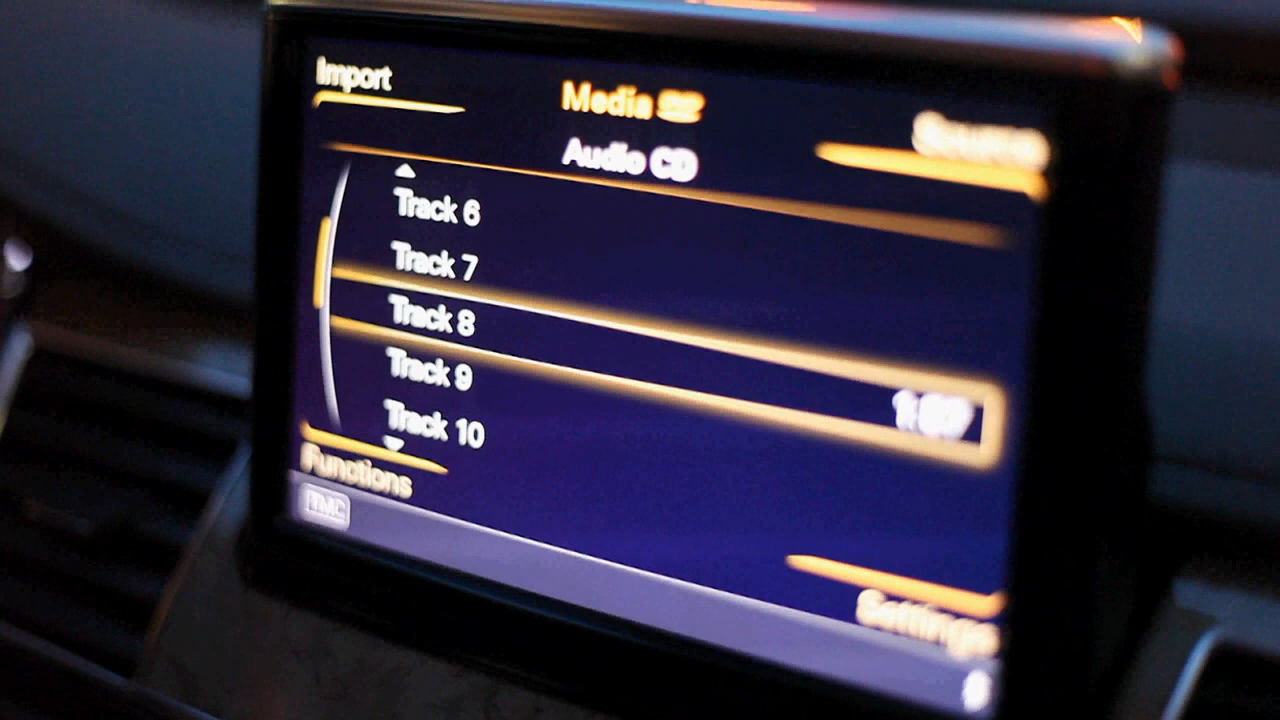 Import
Media
Source
Audio CD
Track 6
Track 7
Track 8
Track 9
Track 10
Functions
TMC
Settings